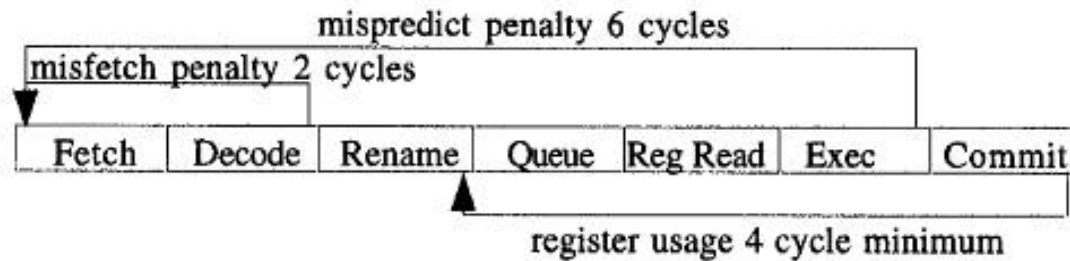 mispredict penalty 6 cycles
misfetch penalty 2 cycles
Fetch Decode Rename Queue Reg Read Exec Commit
register usage 4 cycle minimum